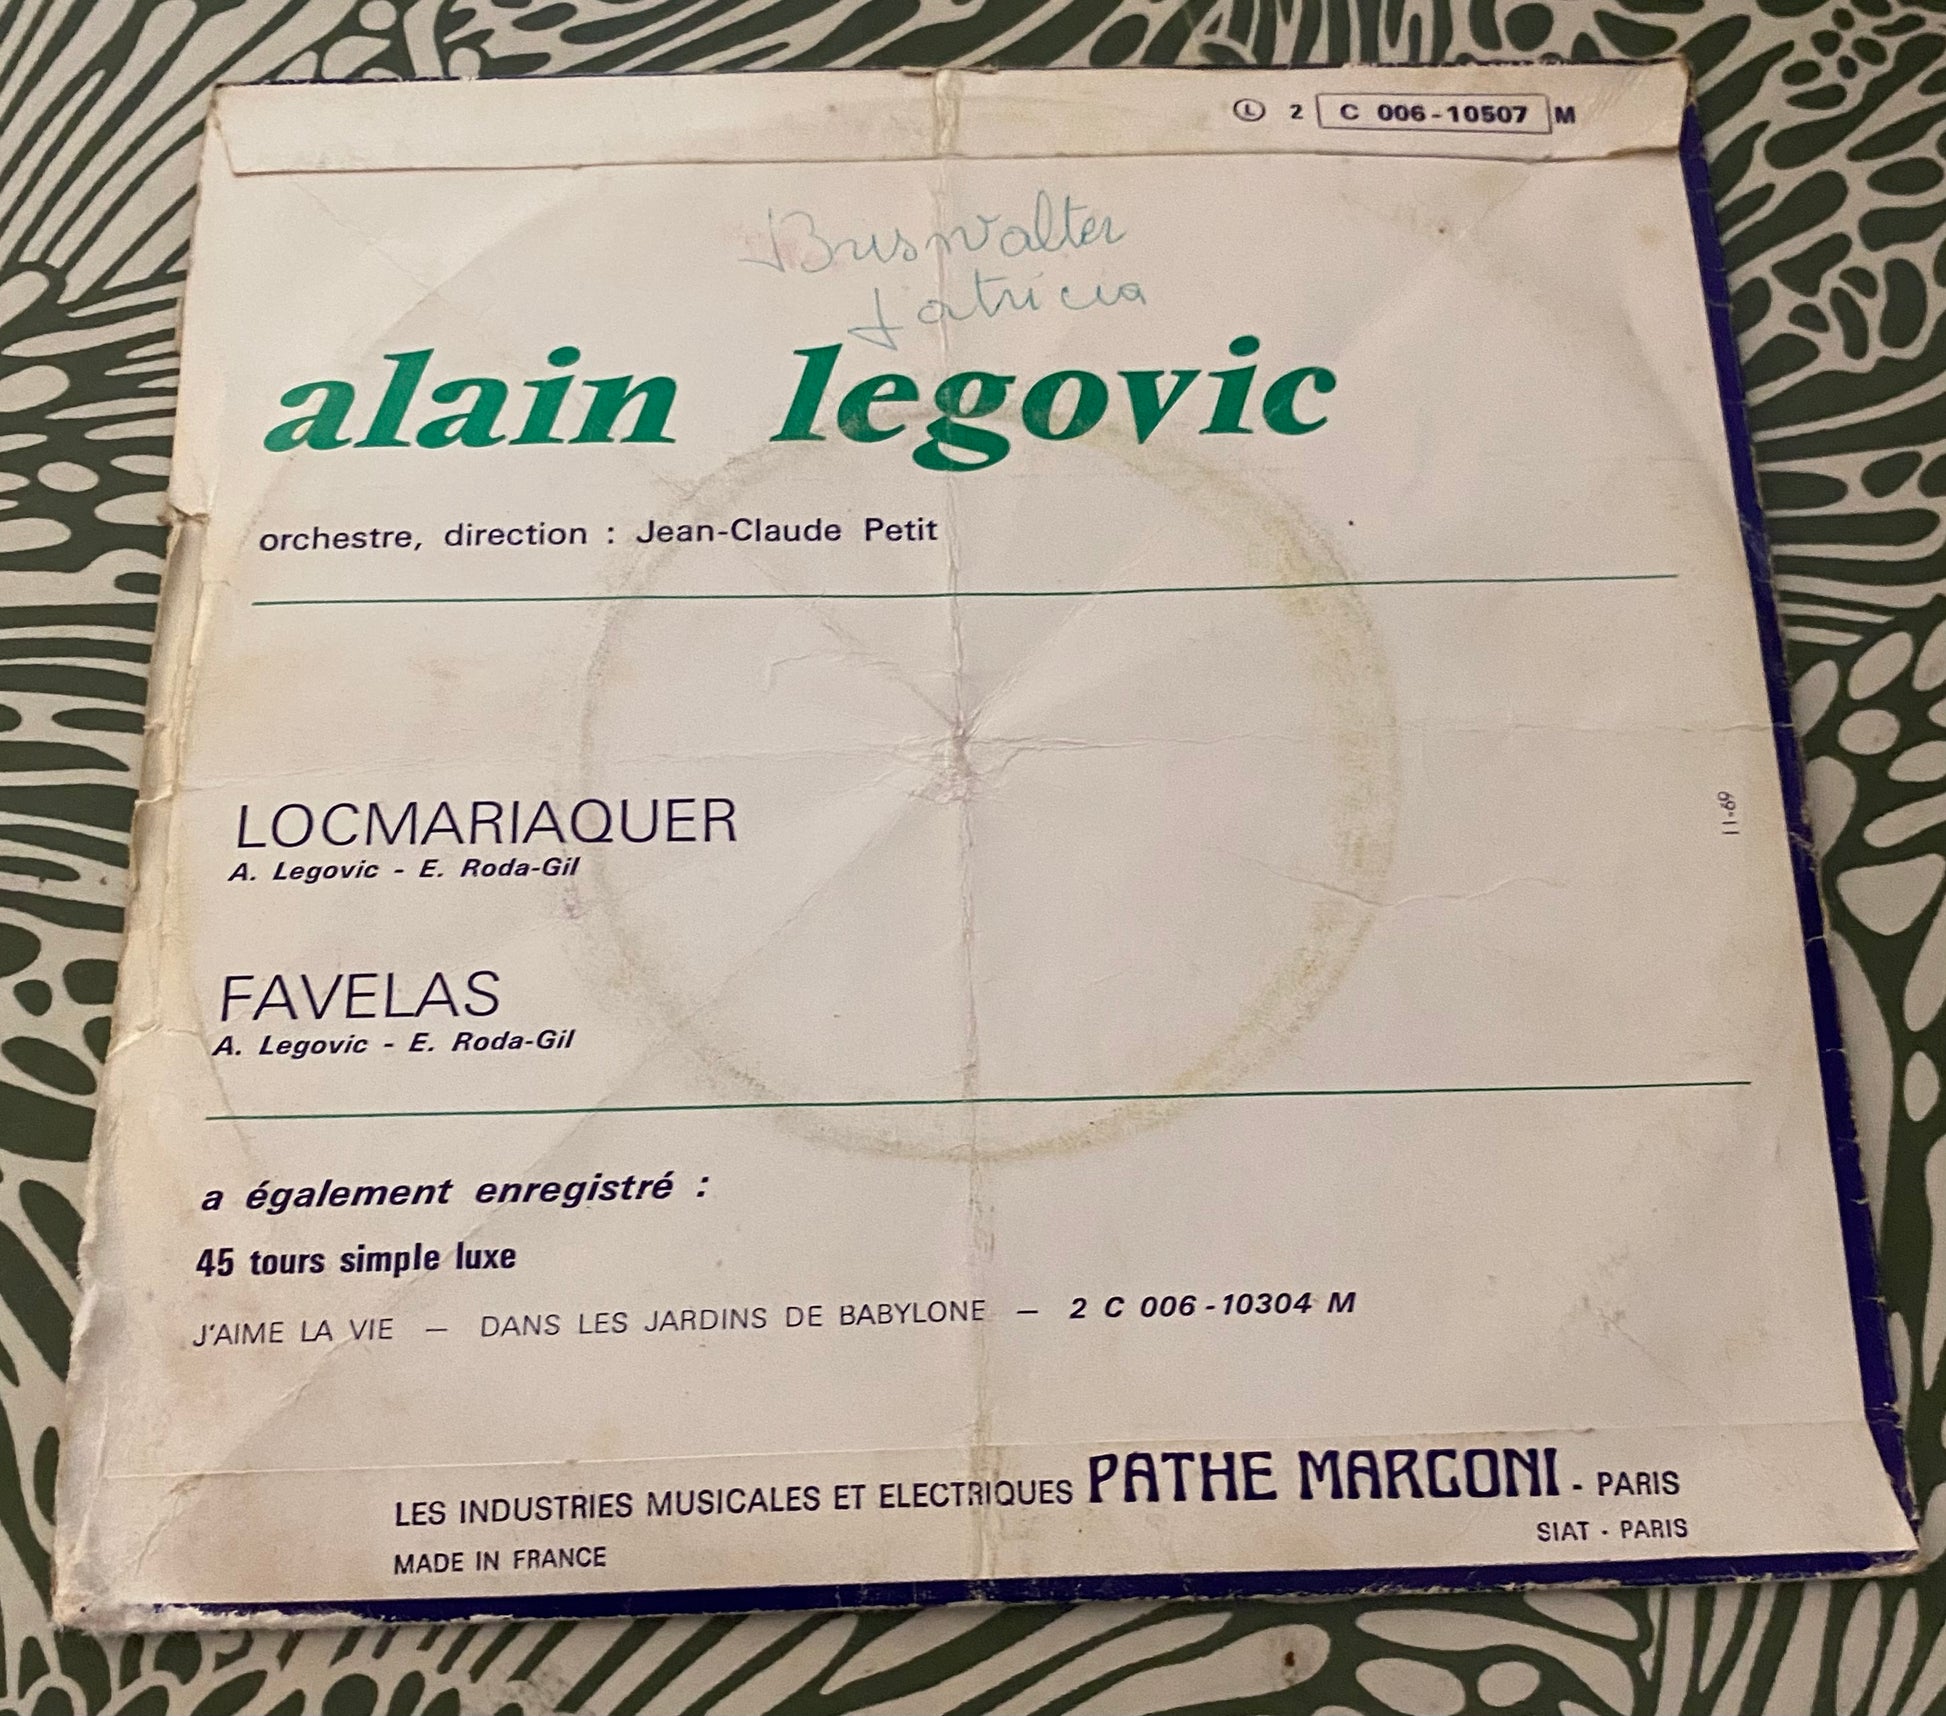 Ⓛ 2 C 006-10507 M
Briswalter
Patricia
alain legovic
orchestre, direction : Jean-Claude Petit
LOCMARIAQUER
A. Legovic - E. Roda-Gil
11-69
FAVELAS
A. Legovic - E. Roda-Gil
a également enregistré :
45 tours simple luxe
J'AIME LA VIE — DANS LES JARDINS DE BABYLONE — 2 C 006-10304 M
LES INDUSTRIES MUSICALES ET ELECTRIQUES PATHE MARCONI - PARIS
SIAT - PARIS
MADE IN FRANCE